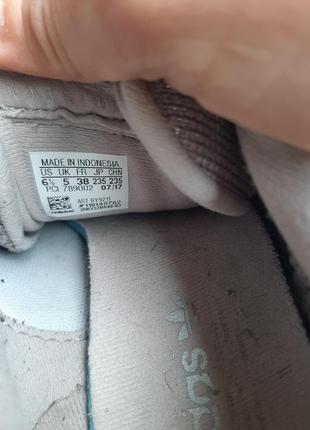 MADE IN INDONESIA
US UK FR JP CHN
6½ 5 38 235 235
PCI 789002 07/17
ART BY9211
adidas